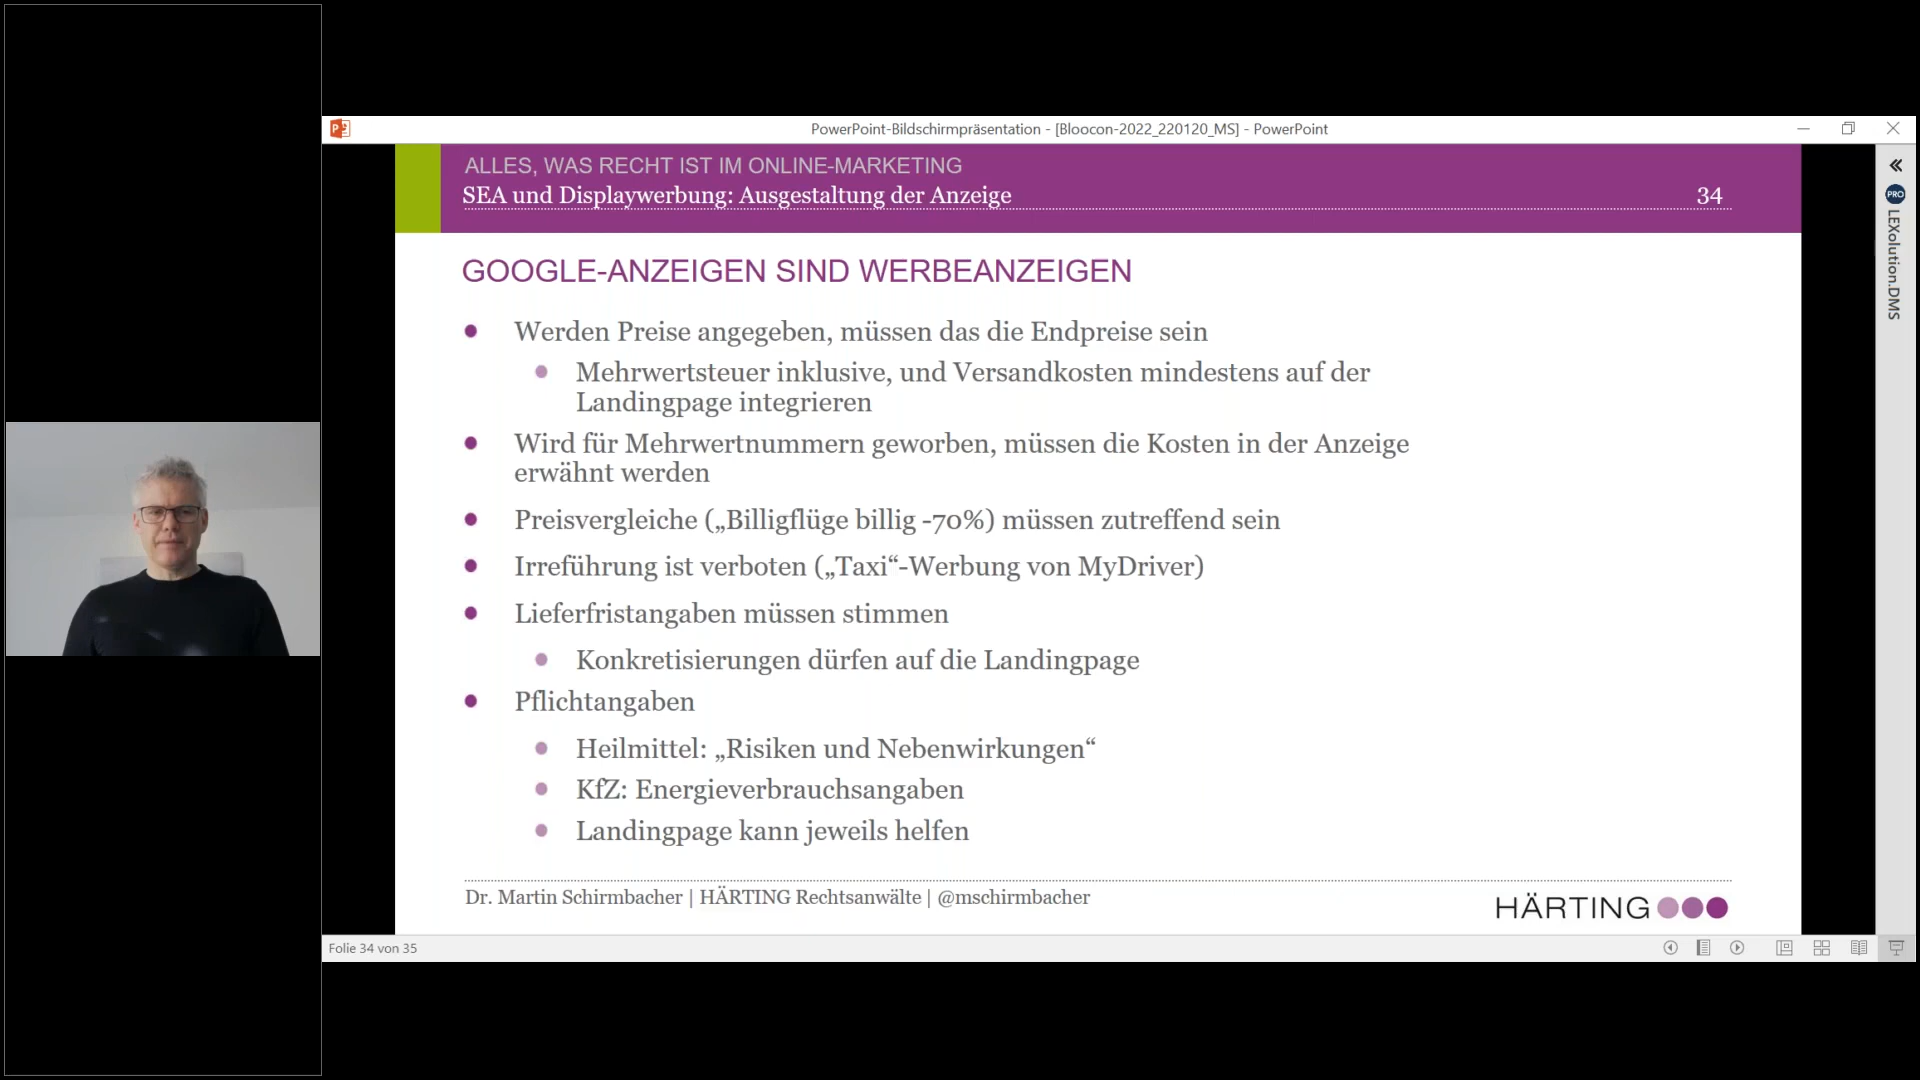 PowerPoint-Bildschirmpräsentation - [Bloocon-2022_220120_MS] - PowerPoint
ALLES, WAS RECHT IST IM ONLINE-MARKETING
SEA und Displaywerbung: Ausgestaltung der Anzeige
34
GOOGLE-ANZEIGEN SIND WERBEANZEIGEN
Werden Preise angegeben, müssen das die Endpreise sein
Mehrwertsteuer inklusive, und Versandkosten mindestens auf der
Landingpage integrieren
Wird für Mehrwertnummern geworben, müssen die Kosten in der Anzeige
erwähnt werden
Preisvergleiche („Billigflüge billig -70%) müssen zutreffend sein
Irreführung ist verboten („Taxi“-Werbung von MyDriver)
Lieferfristangaben müssen stimmen
Konkretisierungen dürfen auf die Landingpage
Pflichtangaben
Heilmittel: „Risiken und Nebenwirkungen“
KfZ: Energieverbrauchsangaben
Landingpage kann jeweils helfen
Dr. Martin Schirmbacher | HÄRTING Rechtsanwälte | @mschirmbacher
HÄRTING
Folie 34 von 35
PRO
LEXolution.DMS